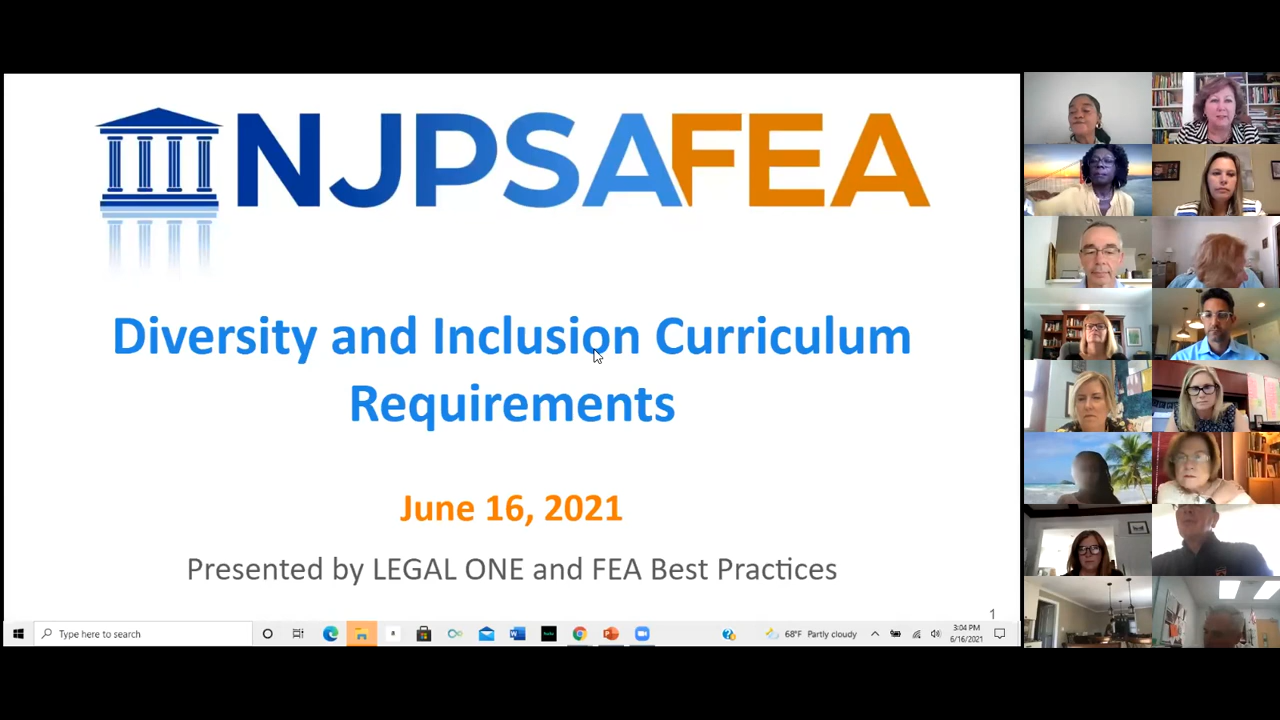 NJPSAFEA
Diversity and Inclusion Curriculum
Requirements
June 16, 2021
Presented by LEGAL ONE and FEA Best Practices
1
Type here to search
68°F Partly cloudy
3:04 PM
6/16/2021